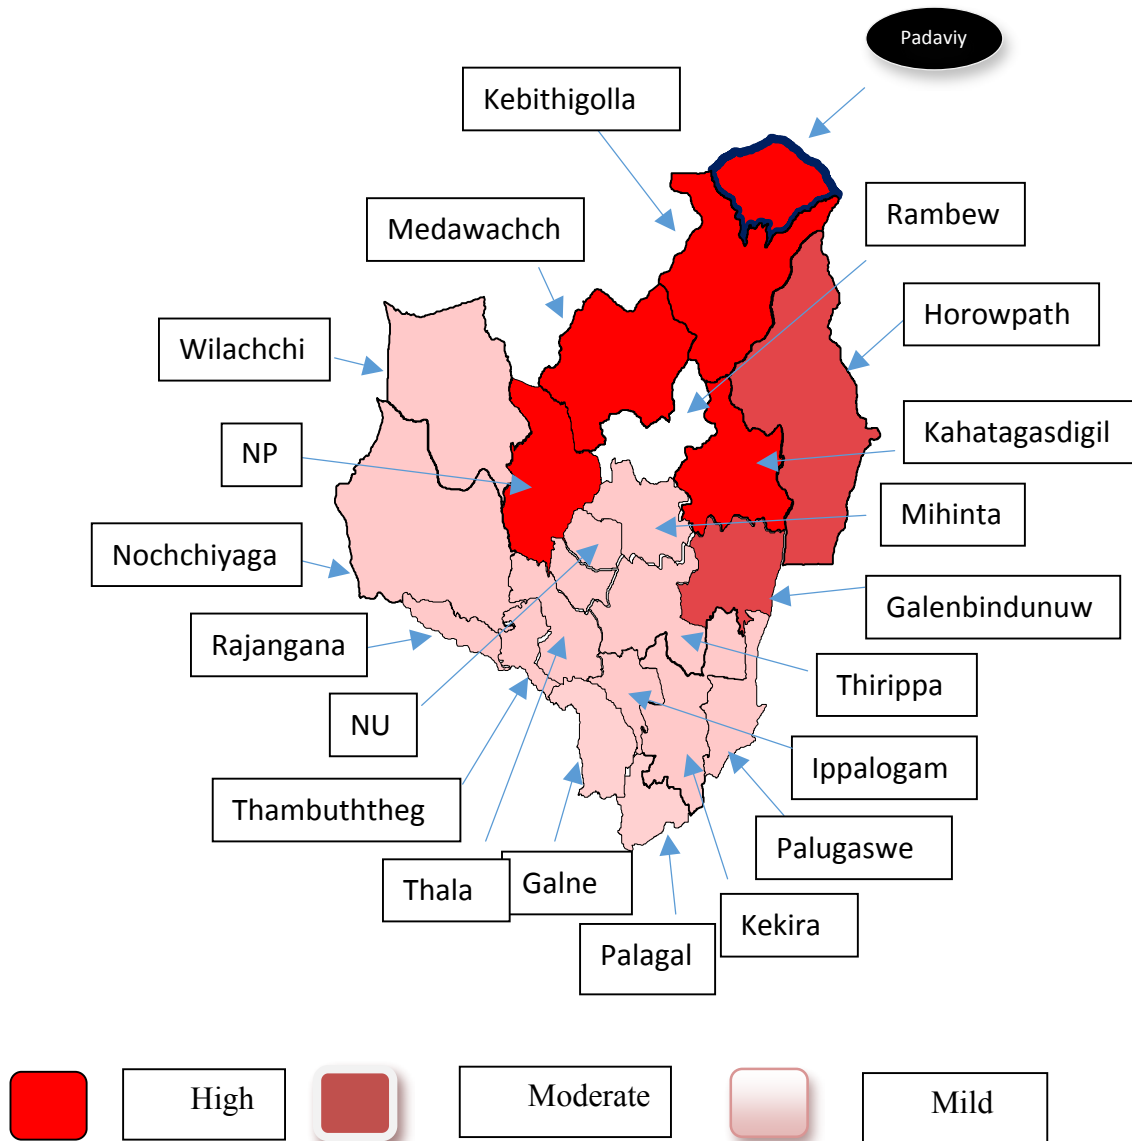 Padaviy
Kebithigolla
Rambew
Medawachch
Horowpath
Wilachchi
Kahatagasdigil
NP
Mihinta
Nochchiyaga
Galenbindunuw
Rajangana
Thirippa
NU
Ippalogam
Thambuththeg
Palugaswe
Thala
Galne
Kekira
Palagal
High
Moderate
Mild